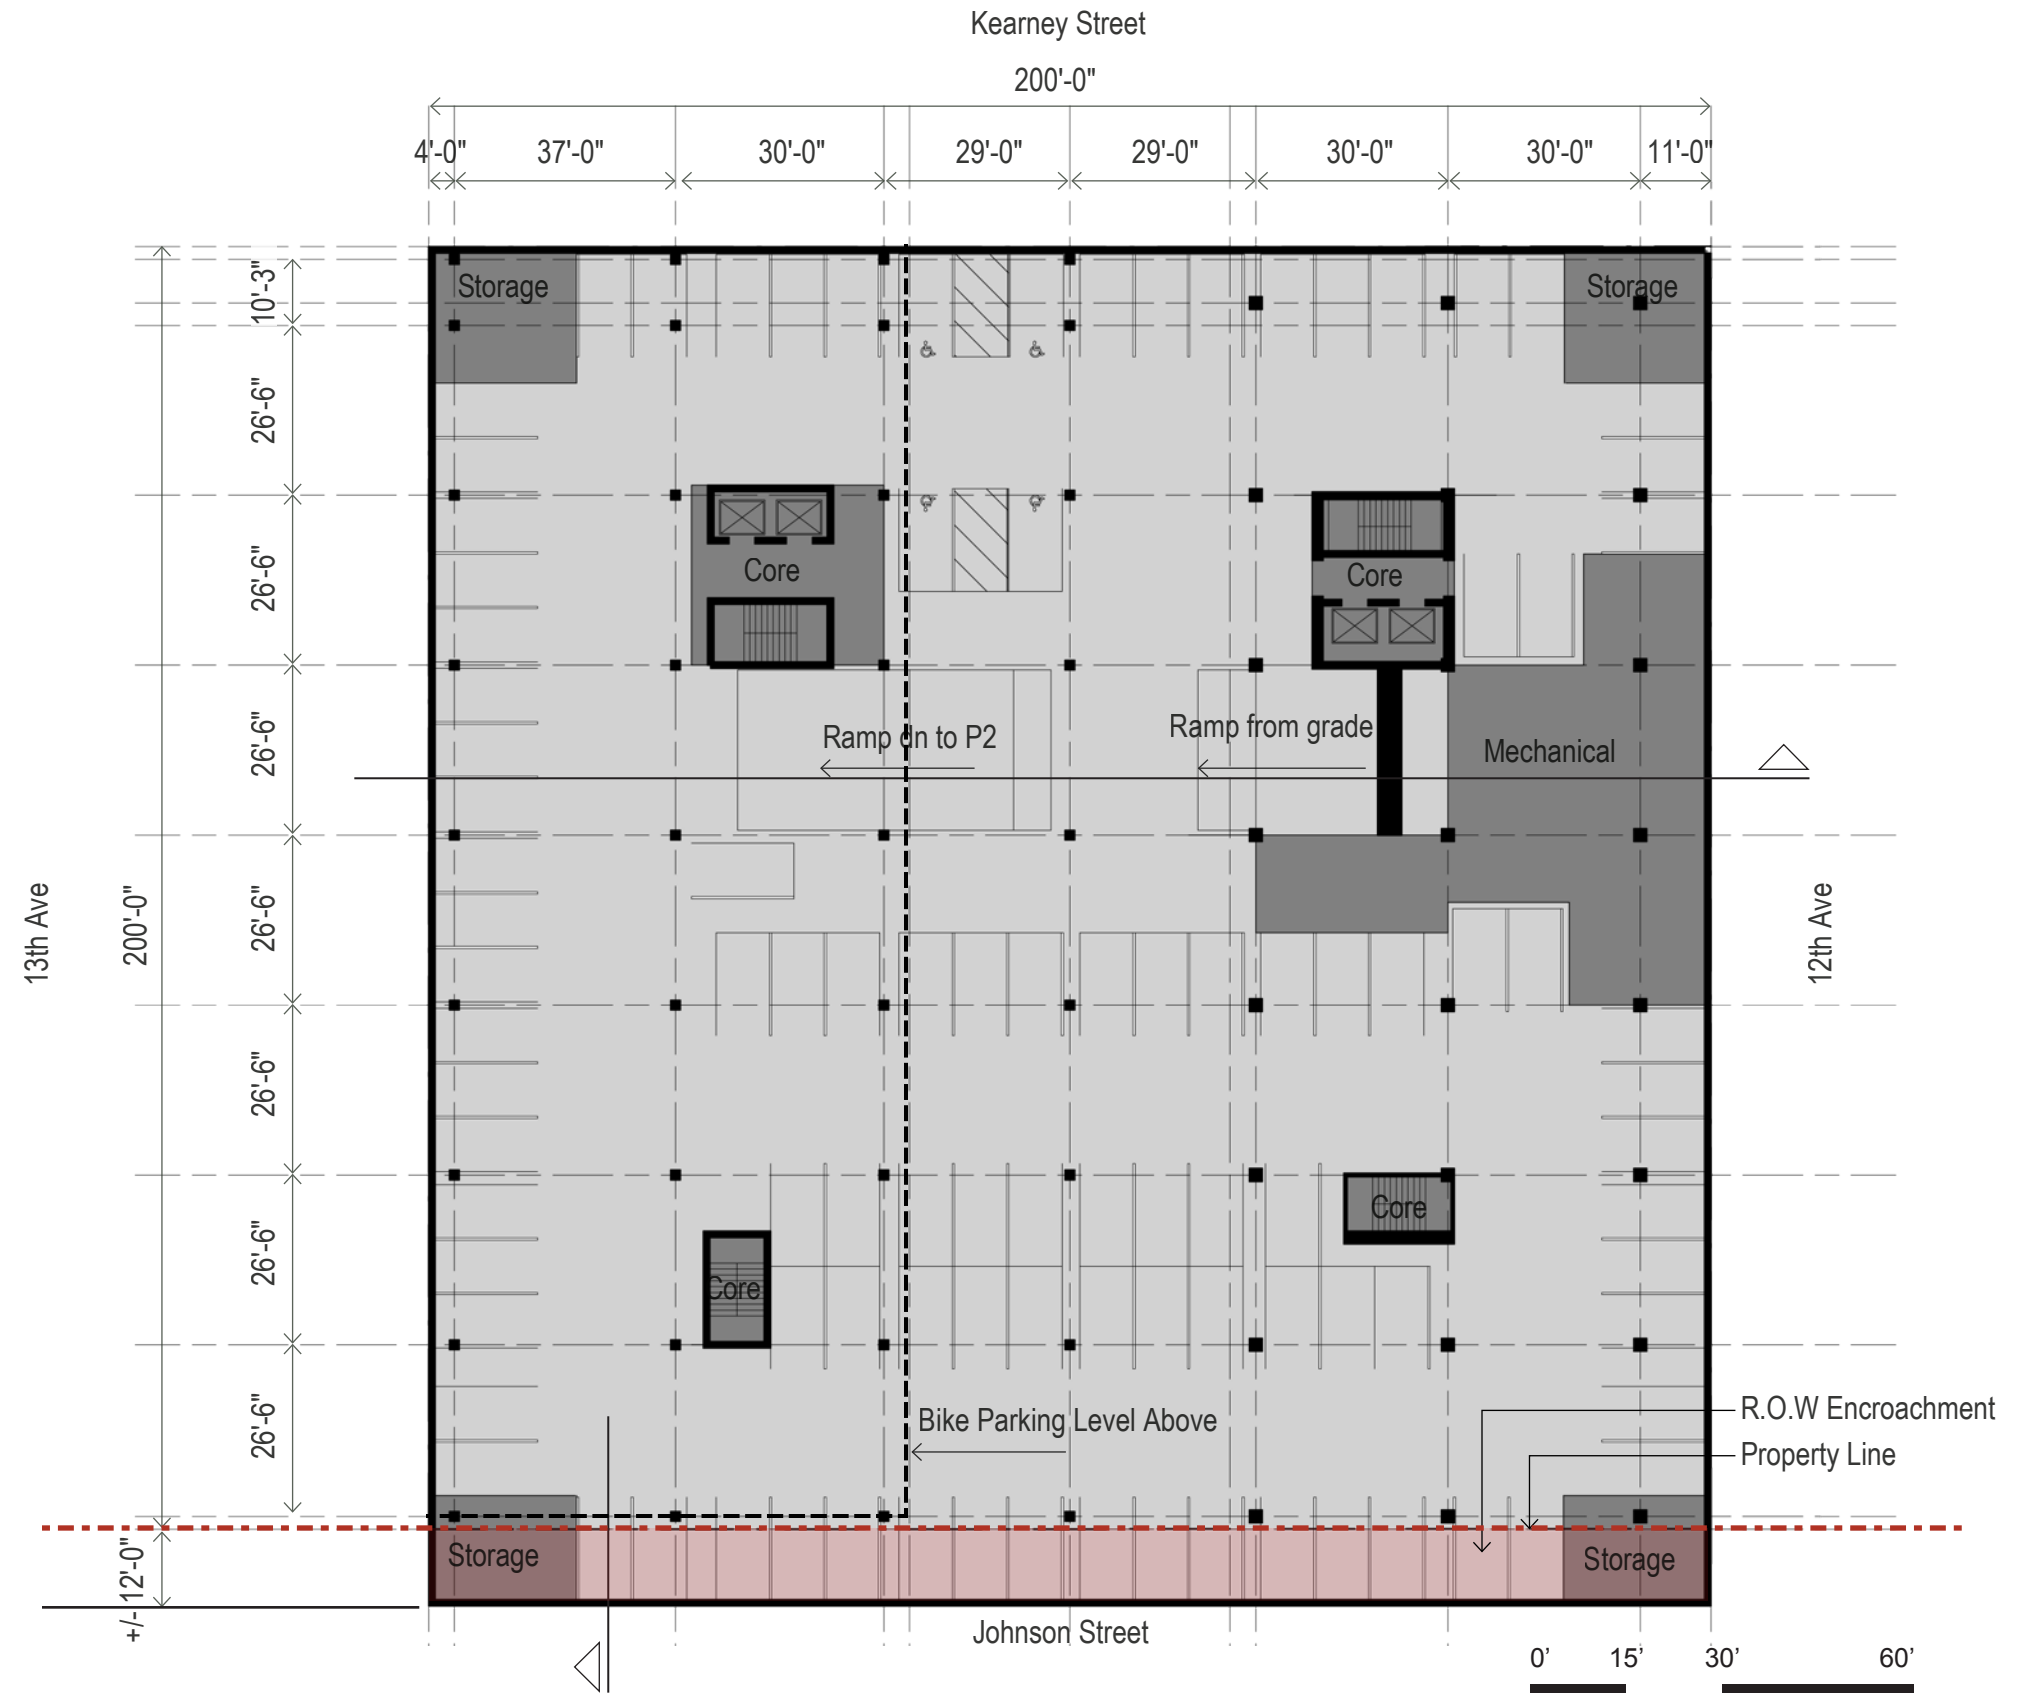 Kearney Street
200'-0"
4'-0"
37'-0"
30'-0"
29'-0"
29'-0"
30'-0"
30'-0"
11'-0"
10'-3"
Storage
Storage
26'-6"
26'-6"
Core
Core
26'-6"
Ramp dn to P2
Ramp from grade
Mechanical
13th Ave
200'-0"
26'-6"
12th Ave
26'-6"
Core
26'-6"
Core
26'-6"
Bike Parking Level Above
R.O.W Encroachment
Property Line
+/- 12'-0"
Storage
Storage
Johnson Street
0’
15’
30’
60’